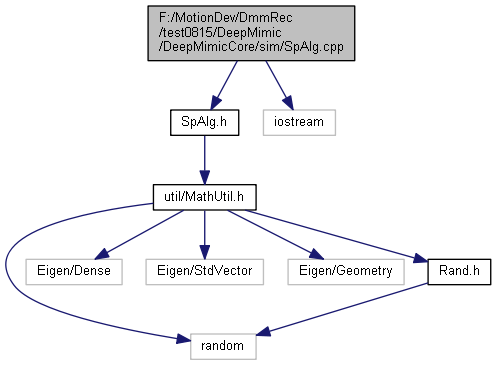 F:/MotionDev/DmmRec
/test0815/DeepMimic
/DeepMimicCore/sim/SpAlg.cpp
SpAlg.h
iostream
util/MathUtil.h
Eigen/Dense
Eigen/StdVector
Eigen/Geometry
Rand.h
random